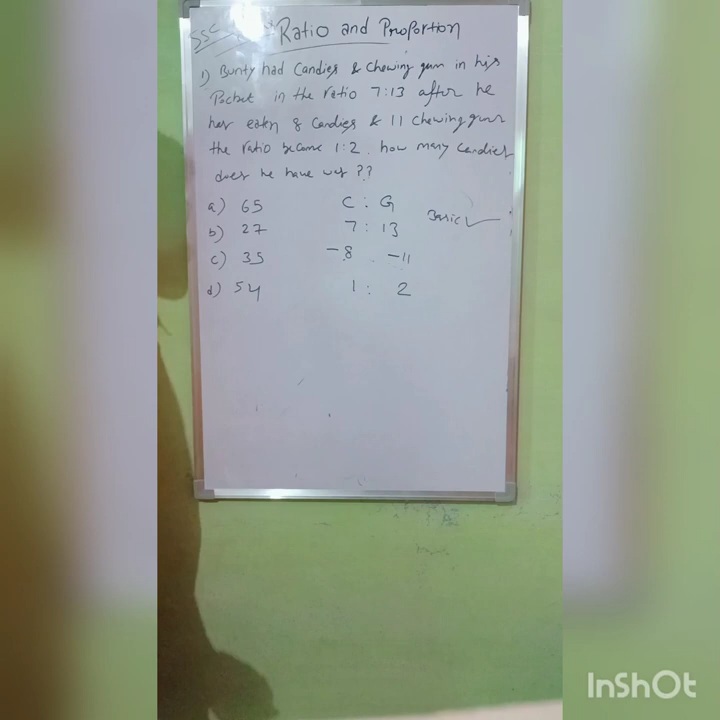 SSC Ratio and Proportion
1) Bunty had Candies & Chewing gum in his
Pocket in the ratio 7:13 after he
has eaten 8 Candies & 11 Chewing gum
the ratio became 1:2. how many Candies
does he have ??
a) 65 C : G
b) 27 7 : 13 Basic
c) 35 -8 -11
d) 54 1 : 2
InShOt